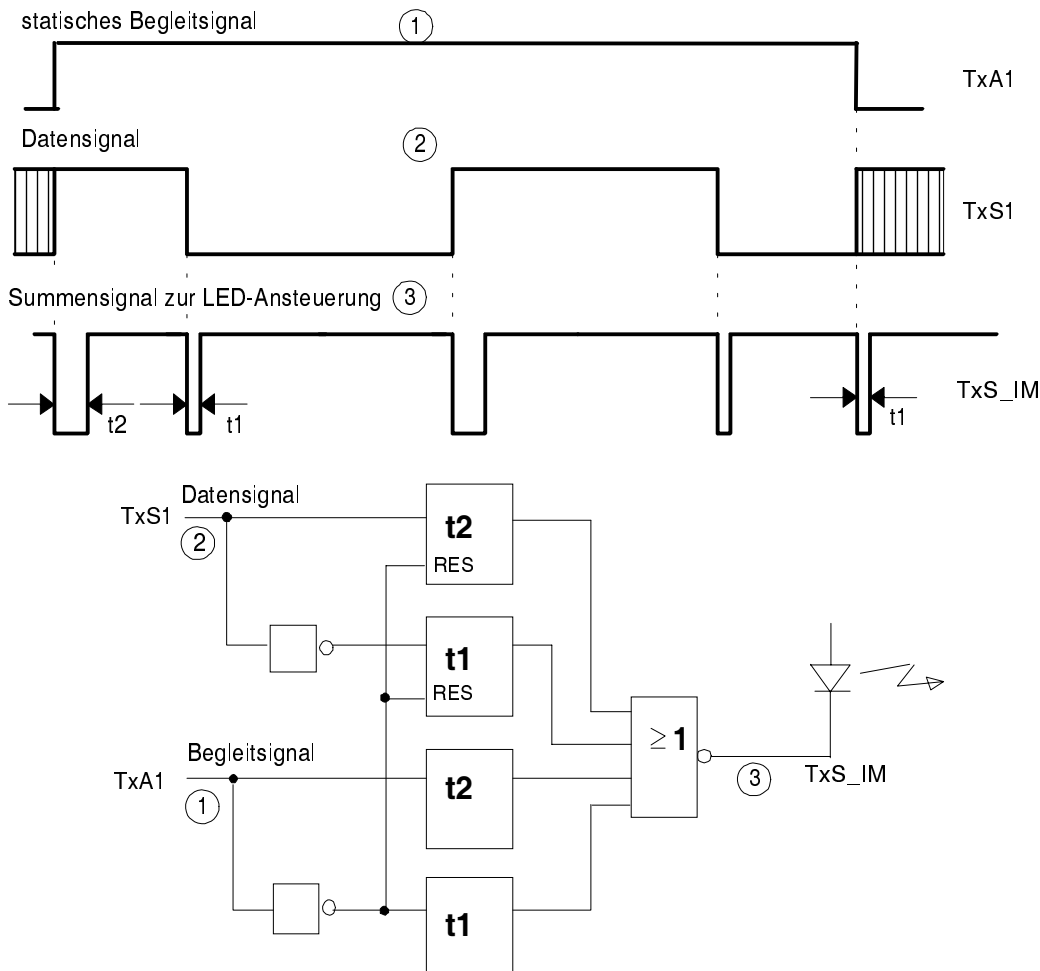 statisches Begleitsignal
1
TxA1
Datensignal
2
TxS1
Summensignal zur LED-Ansteuerung 3
TxS_IM
t2
t1
t1
Datensignal
TxS1
2
t2
RES
t1
RES
≥1
Begleitsignal
TxA1
1
t2
3
TxS_IM
t1